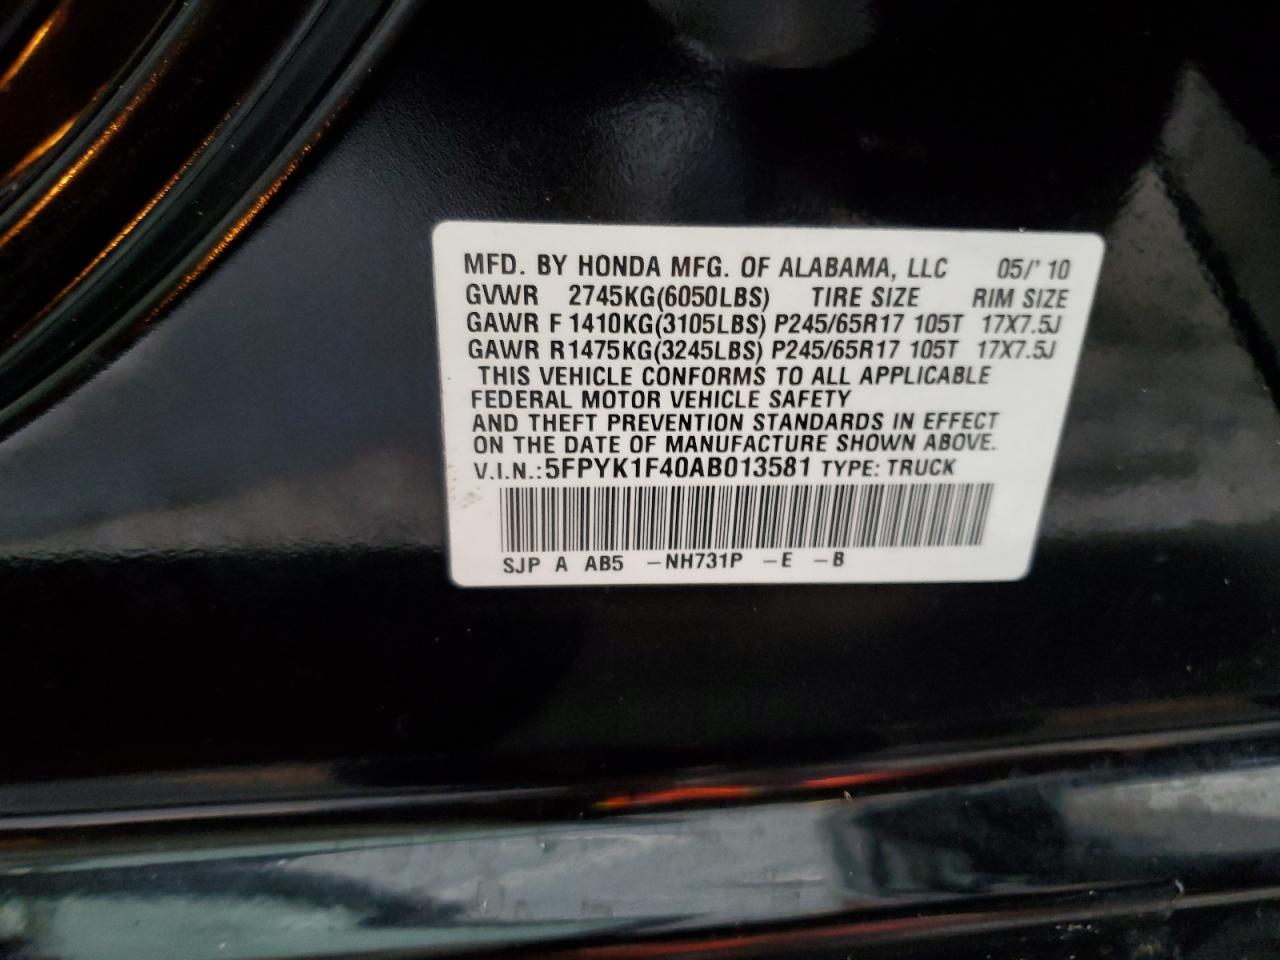 MFD. BY HONDA MFG. OF ALABAMA, LLC 05/'10
GVWR 2745KG(6050LBS) TIRE SIZE RIM SIZE
GAWR F 1410KG(3105LBS) P245/65R17 105T 17X7.5J
GAWR R 1475KG(3245LBS) P245/65R17 105T 17X7.5J
THIS VEHICLE CONFORMS TO ALL APPLICABLE
FEDERAL MOTOR VEHICLE SAFETY
AND THEFT PREVENTION STANDARDS IN EFFECT
ON THE DATE OF MANUFACTURE SHOWN ABOVE.
V.I.N.:5FPYK1F40AB013581 TYPE: TRUCK
SJP A AB5 –NH731P –E –B